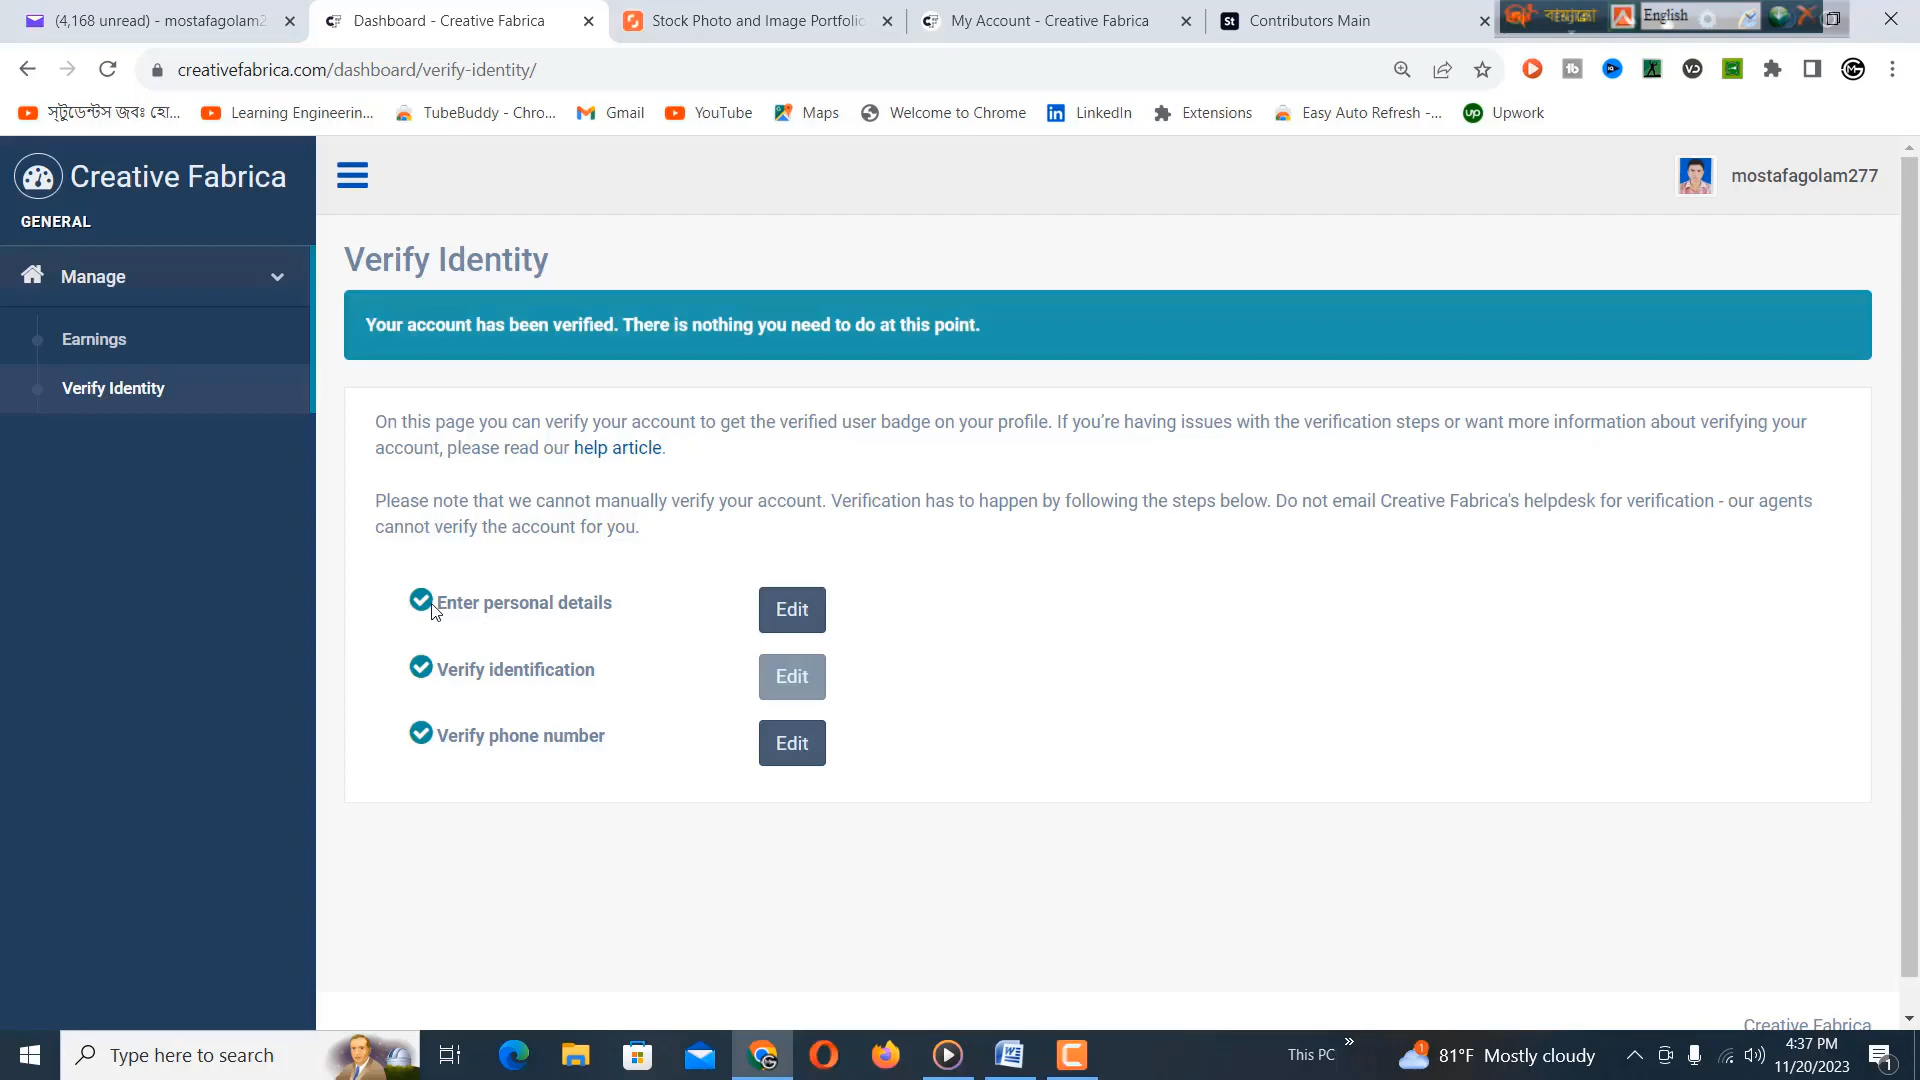 (4,168 unread) - mostafagolam2
Dashboard - Creative Fabrica
Stock Photo and Image Portfolio
My Account - Creative Fabrica
St
Contributors Main
English
creativefabrica.com/dashboard/verify-identity/
স্টুডেন্টস জবঃ হো...
Learning Engineerin...
TubeBuddy - Chro...
Gmail
YouTube
Maps
Welcome to Chrome
LinkedIn
Extensions
Easy Auto Refresh -...
Upwork
Creative Fabrica
GENERAL
Manage
Earnings
Verify Identity
mostafagolam277
Verify Identity
Your account has been verified. There is nothing you need to do at this point.
On this page you can verify your account to get the verified user badge on your profile. If you’re having issues with the verification steps or want more information about verifying your
account, please read our help article.
Please note that we cannot manually verify your account. Verification has to happen by following the steps below. Do not email Creative Fabrica's helpdesk for verification - our agents
cannot verify the account for you.
Enter personal details
Edit
Verify identification
Edit
Verify phone number
Edit
Creative Fabrica
Type here to search
This PC
81°F Mostly cloudy
4:37 PM
11/20/2023
1